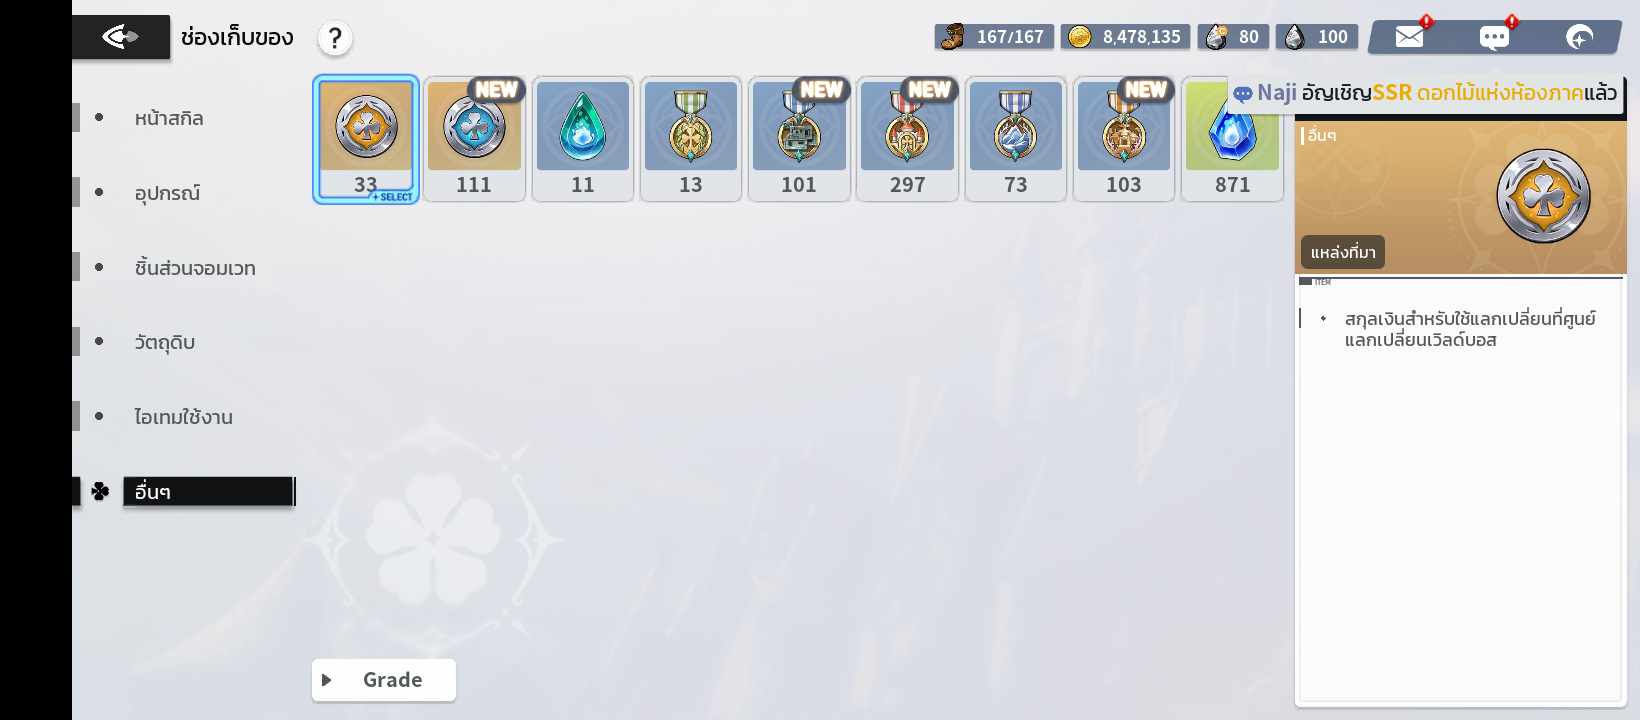 ช่องเก็บของ
?
167/167
8,478,135
80
100
Naji อัญเชิญSSR ดอกไม้แห่งห้องภาคแล้ว
หน้าสกิล
อุปกรณ์
ชิ้นส่วนจอมเวท
วัตถุดิบ
ไอเทมใช้งาน
อื่นๆ
NEW
NEW
NEW
NEW
33
SELECT
111
11
13
101
297
73
103
871
อื่นๆ
แหล่งที่มา
ITEM
สกุลเงินสำหรับใช้แลกเปลี่ยนที่ศูนย์
แลกเปลี่ยนเวิลด์บอส
Grade